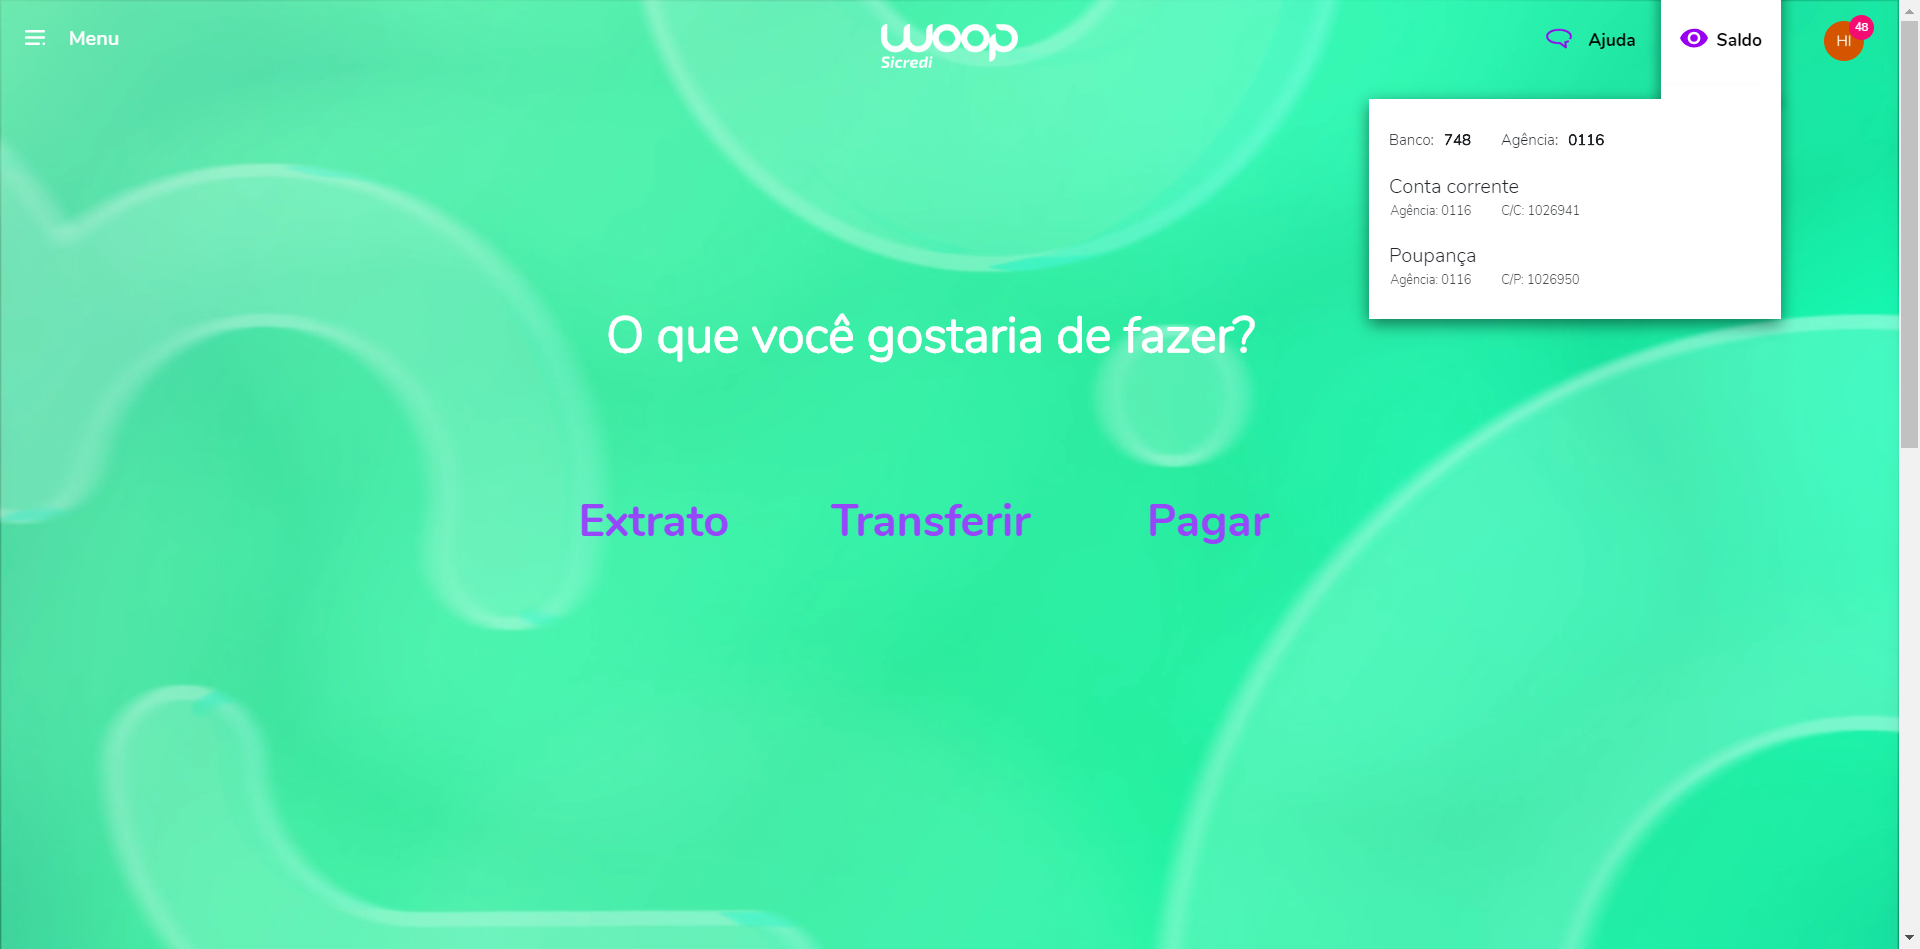 Menu
woop
Sicredi
Ajuda
Saldo
HI
48
Banco: 748 Agência: 0116
Conta corrente
Agência: 0116 C/C: 1026941
Poupança
Agência: 0116 C/P: 1026950
O que você gostaria de fazer?
Extrato Transferir Pagar